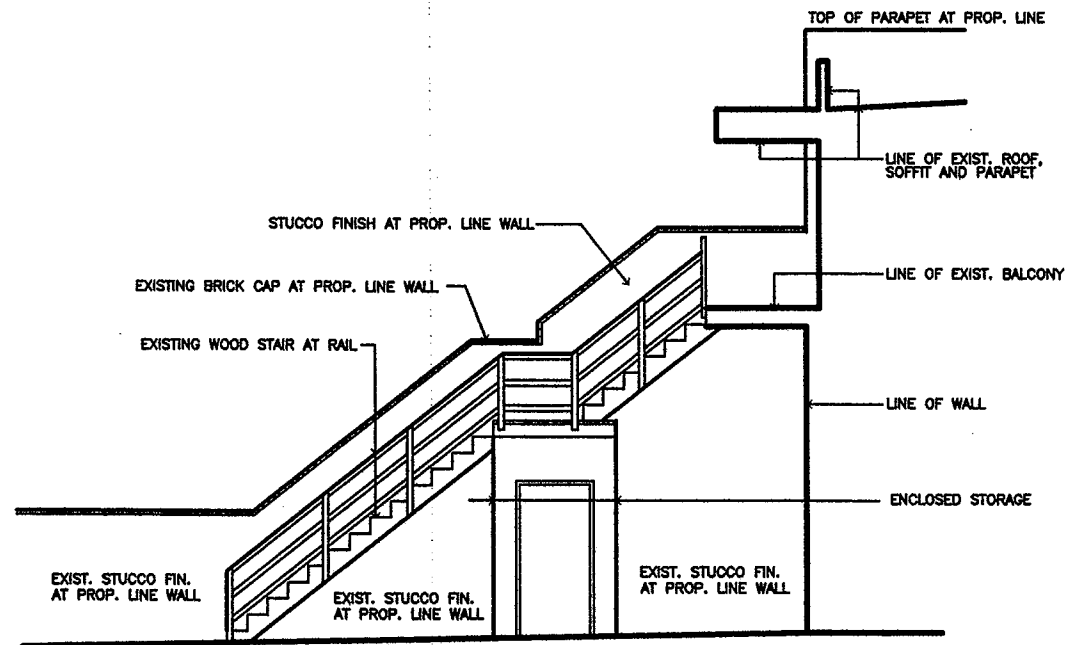 TOP OF PARAPET AT PROP. LINE
LINE OF EXIST. ROOF,
SOFFIT AND PARAPET
STUCCO FINISH AT PROP. LINE WALL
LINE OF EXIST. BALCONY
EXISTING BRICK CAP AT PROP. LINE WALL
EXISTING WOOD STAIR AT RAIL
LINE OF WALL
ENCLOSED STORAGE
EXIST. STUCCO FIN.
AT PROP. LINE WALL
EXIST. STUCCO FIN.
AT PROP. LINE WALL
EXIST. STUCCO FIN.
AT PROP. LINE WALL